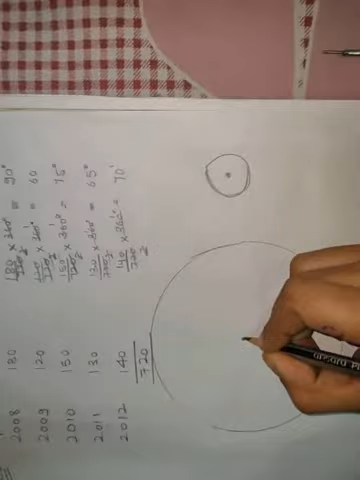 2008 180 180/720 × 360° = 90°
2009 120 120/720 × 360° = 60
2010 150 150/720 × 360° = 75°
2011 130 130/720 × 360° = 65°
2012 140 140/720 × 360° = 70°
720